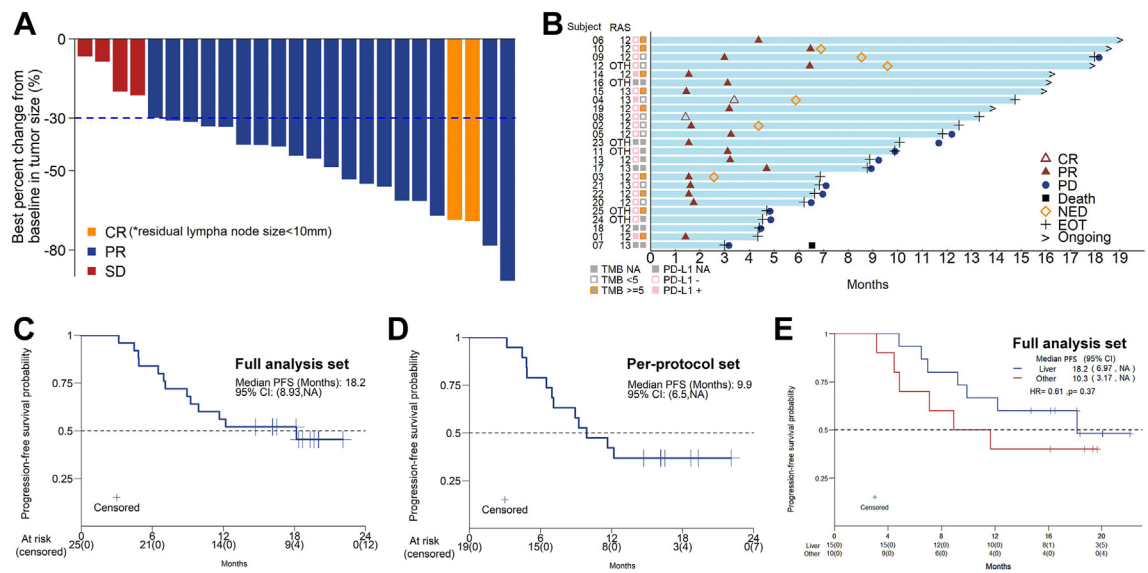 A
0
-30
-50
-80
Best percent change from
baseline in tumor size (%)
CR (*residual lympha node size<10mm)
PR
SD
B
Subject RAS
06 12
10 12
09 12
12 OTH
14 12
16 OTH
15 13
04 13
19 12
08 12
02 12
05 12
23 OTH
11 OTH
13 12
17 13
03 12
21 13
22 12
20 12
25 OTH
24 OTH
18 12
01 12
07 13
CR
PR
PD
Death
NED
EOT
Ongoing
0 1 2 3 4 5 6 7 8 9 10 11 12 13 14 15 16 17 18 19
Months
TMB NA PD-L1 NA
TMB <5 PD-L1 -
TMB >=5 PD-L1 +
C
Progression-free survival probability
1
0.75
0.5
0.25
Full analysis set
Median PFS (Months): 18.2
95% CI: (8.93,NA)
Censored
0 6 12 18 24
At risk
(censored)
25(0) 21(0) 14(0) 9(4) 0(12)
Months
D
Progression-free survival probability
1
0.75
0.5
0.25
Per-protocol set
Median PFS (Months): 9.9
95% CI: (6.5,NA)
Censored
0 6 12 18 24
At risk
(censored)
19(0) 15(0) 8(0) 3(4) 0(7)
Months
E
Progression-free survival probability
1
0.75
0.5
0.25
Full analysis set
Median PFS (95% CI)
Liver 18.2 ( 6.97 , NA)
Other 10.3 ( 3.17 , NA)
HR= 0.61 ,p= 0.37
Censored
0 4 8 12 16 20
Liver 15(0) 15(0) 12(0) 10(0) 8(1) 3(5)
Other 10(0) 9(0) 6(0) 4(0) 4(0) 0(4)
Months